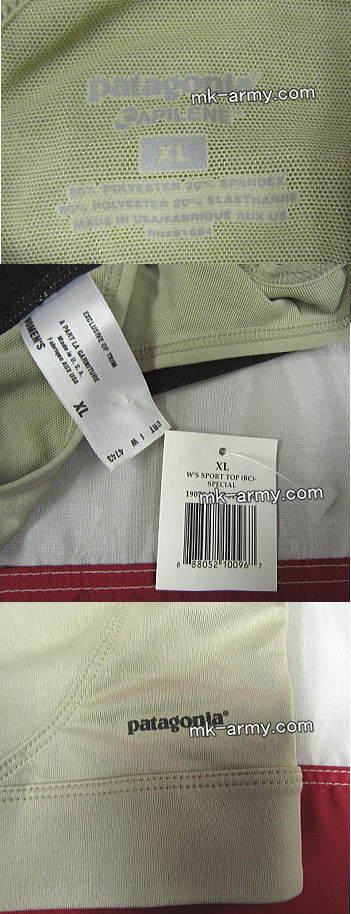 patagonia®
mk-army.com
CAPILENE®
XL
80% POLYESTER 20% SPANDEX
80% POLYESTER 20% ELASTHANNE
MADE IN USA/FABRIQUE AUX US
EXCLUSIVE OF TRIM
A PART LA GARNITURE
Made in U.S.A.
Fabrique AUX USA
WOMEN'S
XL
CRT I W 4743
XL
W'S SPORT TOP (BC)-
SPECIAL
mk-army.com
8 88052 10096 7
patagonia®
mk-army.com